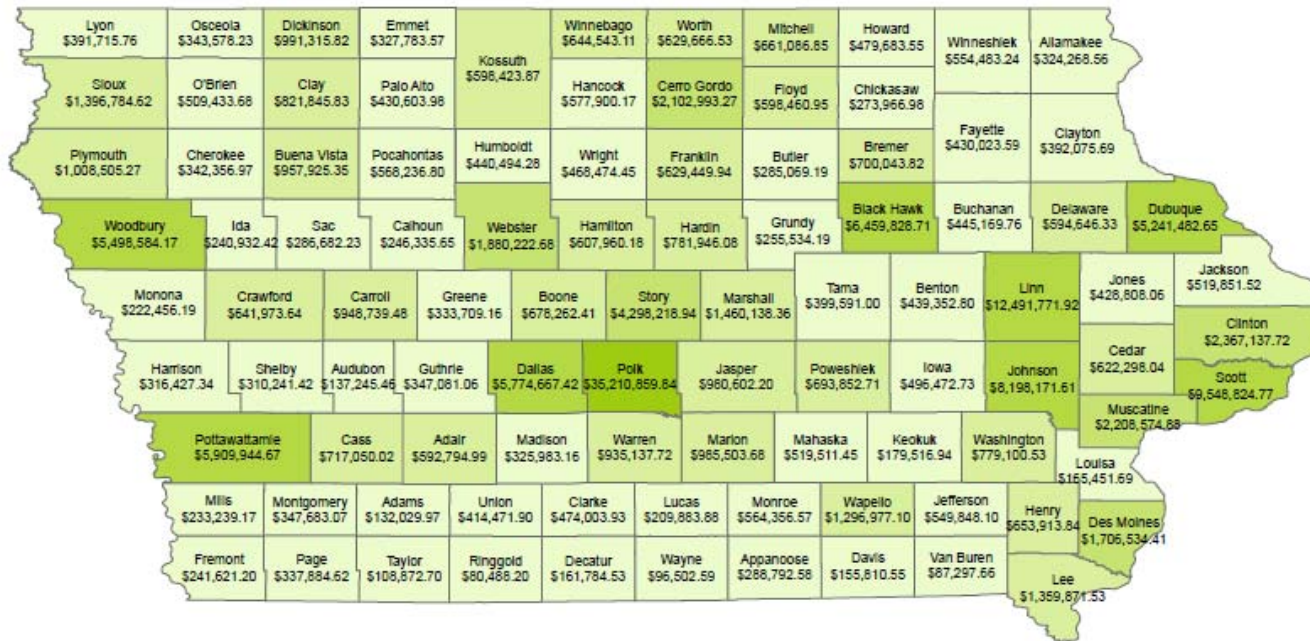 Lyon
$391,715.76
Osceola
$343,578.23
Dickinson
$991,315.82
Emmet
$327,783.57
Kossuth
$598,423.87
Winnebago
$644,543.11
Worth
$629,666.53
Mitchell
$661,086.85
Howard
$479,683.55
Winneshiek
$554,483.24
Allamakee
$324,268.56
Sioux
$1,396,784.62
O'Brien
$509,433.68
Clay
$821,845.83
Palo Alto
$430,603.98
Hancock
$577,900.17
Cerro Gordo
$2,102,993.27
Floyd
$598,460.95
Chickasaw
$273,966.98
Plymouth
$1,008,505.27
Cherokee
$342,356.97
Buena Vista
$957,925.35
Pocahontas
$568,236.80
Humboldt
$440,494.28
Wright
$468,474.45
Franklin
$629,449.94
Butler
$285,069.19
Bremer
$700,043.82
Fayette
$430,023.59
Clayton
$392,075.69
Woodbury
$5,498,584.17
Ida
$240,932.42
Sac
$286,682.23
Calhoun
$246,335.65
Webster
$1,880,222.68
Hamilton
$607,960.18
Hardin
$781,946.08
Grundy
$255,534.19
Black Hawk
$6,459,828.71
Buchanan
$445,169.76
Delaware
$594,646.33
Dubuque
$5,241,482.65
Monona
$222,456.19
Crawford
$641,973.64
Carroll
$948,739.48
Greene
$333,709.16
Boone
$678,262.41
Story
$4,298,218.94
Marshall
$1,460,138.36
Tama
$399,591.00
Benton
$439,352.80
Linn
$12,491,771.92
Jones
$428,808.06
Jackson
$519,851.52
Clinton
$2,367,137.72
Harrison
$316,427.34
Shelby
$310,241.42
Audubon
$137,245.46
Guthrie
$347,081.06
Dallas
$5,774,667.42
Polk
$35,210,859.84
Jasper
$980,602.20
Poweshiek
$693,852.71
Iowa
$496,472.73
Johnson
$8,198,171.61
Cedar
$622,298.04
Scott
$9,548,824.77
Muscatine
$2,208,574.88
Pottawattamie
$5,909,944.67
Cass
$717,050.02
Adair
$592,794.99
Madison
$325,983.16
Warren
$935,137.72
Marion
$985,503.68
Mahaska
$519,511.45
Keokuk
$179,516.94
Washington
$779,100.53
Louisa
$165,451.69
Mills
$233,239.17
Montgomery
$347,683.07
Adams
$132,029.97
Union
$414,471.90
Clarke
$474,003.93
Lucas
$209,883.88
Monroe
$564,356.57
Wapello
$1,296,977.10
Jefferson
$549,848.10
Henry
$653,913.84
Des Moines
$1,706,534.41
Fremont
$241,621.20
Page
$337,884.62
Taylor
$108,872.70
Ringgold
$80,488.20
Decatur
$161,784.53
Wayne
$96,502.59
Appanoose
$288,792.58
Davis
$155,810.55
Van Buren
$87,297.66
Lee
$1,359,871.53